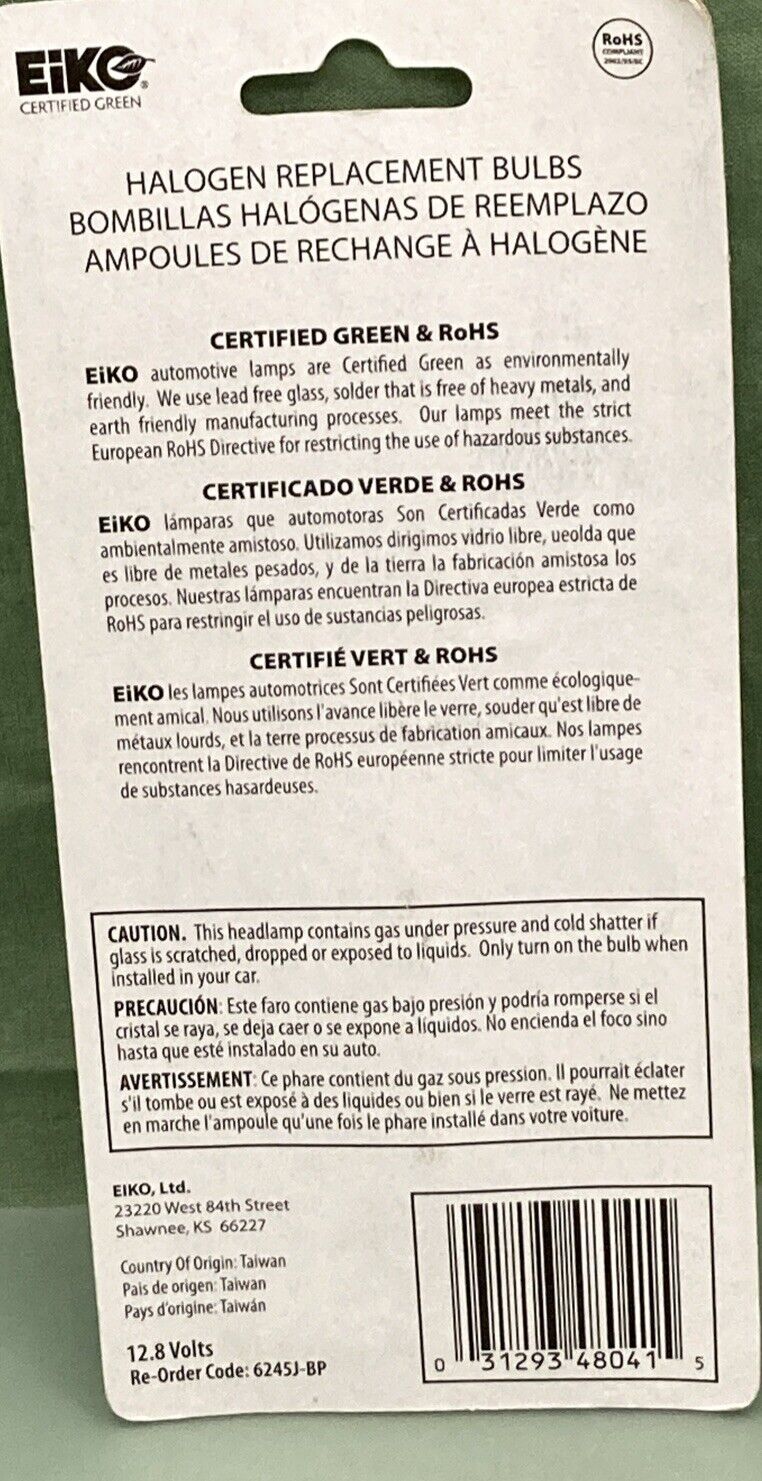 EiKO®
CERTIFIED GREEN
RoHS
COMPLIANT
2002/95/EC
HALOGEN REPLACEMENT BULBS
BOMBILLAS HALÓGENAS DE REEMPLAZO
AMPOULES DE RECHANGE À HALOGÈNE
CERTIFIED GREEN & RoHS
EiKO automotive lamps are Certified Green as environmentally
friendly. We use lead free glass, solder that is free of heavy metals, and
earth friendly manufacturing processes. Our lamps meet the strict
European RoHS Directive for restricting the use of hazardous substances.
CERTIFICADO VERDE & ROHS
EiKO lámparas que automotoras Son Certificadas Verde como
ambientalmente amistoso. Utilizamos dirigimos vidrio libre, ueolda que
es libre de metales pesados, y de la tierra la fabricación amistosa los
procesos. Nuestras lámparas encuentran la Directiva europea estricta de
RoHS para restringir el uso de sustancias peligrosas.
CERTIFIÉ VERT & ROHS
EiKO les lampes automotrices Sont Certifiées Vert comme écologique-
ment amical. Nous utilisons l'avance libère le verre, souder qu'est libre de
métaux lourds, et la terre processus de fabrication amicaux. Nos lampes
rencontrent la Directive de RoHS européenne stricte pour limiter l'usage
de substances hasardeuses.
CAUTION. This headlamp contains gas under pressure and cold shatter if
glass is scratched, dropped or exposed to liquids. Only turn on the bulb when
installed in your car.
PRECAUCIÓN: Este faro contiene gas bajo presión y podría romperse si el
cristal se raya, se deja caer o se expone a líquidos. No encienda el foco sino
hasta que esté instalado en su auto.
AVERTISSEMENT: Ce phare contient du gaz sous pression. Il pourrait éclater
s'il tombe ou est exposé à des liquides ou bien si le verre est rayé. Ne mettez
en marche l'ampoule qu'une fois le phare installé dans votre voiture.
EIKO, Ltd.
23220 West 84th Street
Shawnee, KS 66227
Country Of Origin: Taiwan
Pais de origen: Taiwan
Pays d'origine: Taiwán
12.8 Volts
Re-Order Code: 6245J-BP
0 31293 48041 5